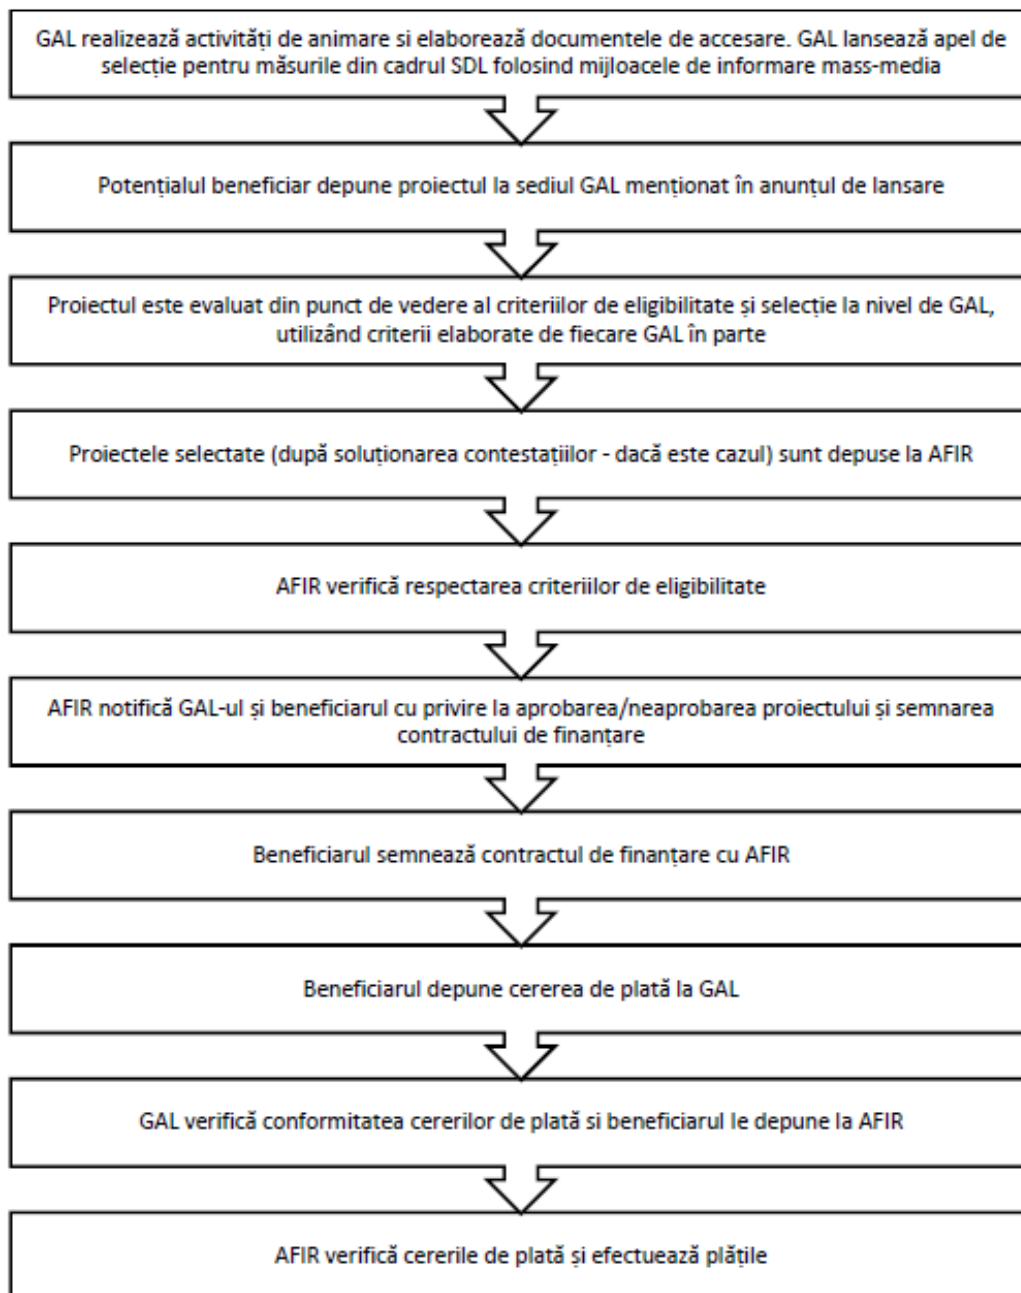 GAL realizează activități de animare si elaborează documentele de accesare. GAL lansează apel de
selecție pentru măsurile din cadrul SDL folosind mijloacele de informare mass-media
Potențialul beneficiar depune proiectul la sediul GAL menționat în anunțul de lansare
Proiectul este evaluat din punct de vedere al criteriilor de eligibilitate și selecție la nivel de GAL,
utilizând criterii elaborate de fiecare GAL în parte
Proiectele selectate (după soluționarea contestațiilor - dacă este cazul) sunt depuse la AFIR
AFIR verifică respectarea criteriilor de eligibilitate
AFIR notifică GAL-ul și beneficiarul cu privire la aprobarea/neaprobarea proiectului și semnarea
contractului de finanțare
Beneficiarul semnează contractul de finanțare cu AFIR
Beneficiarul depune cererea de plată la GAL
GAL verifică conformitatea cererilor de plată si beneficiarul le depune la AFIR
AFIR verifică cererile de plată și efectuează plățile